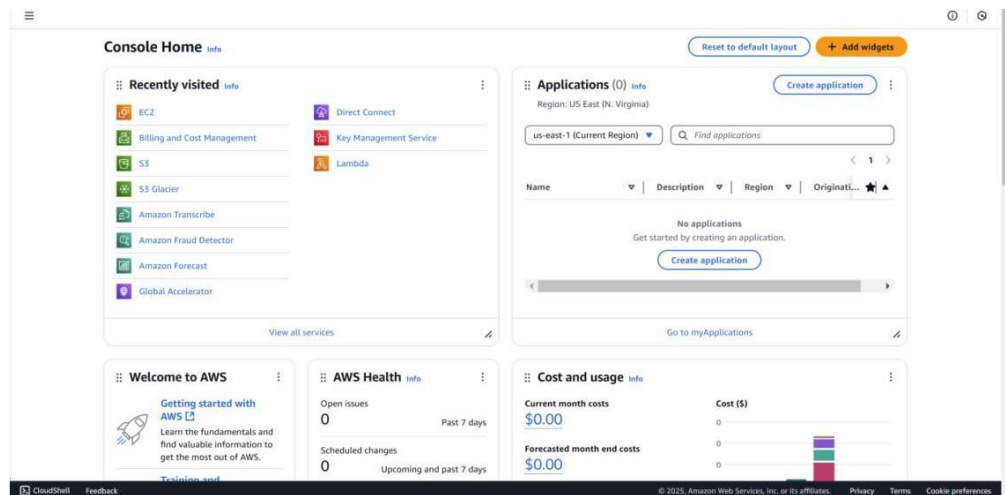 Console Home Info
Reset to default layout
+ Add widgets
Recently visited Info
EC2
Billing and Cost Management
S3
S3 Glacier
Amazon Transcribe
Amazon Fraud Detector
Amazon Forecast
Global Accelerator
Direct Connect
Key Management Service
Lambda
View all services
Applications (0) Info
Create application
Region: US East (N. Virginia)
us-east-1 (Current Region)
Find applications
1
Name Description Region Originati...
No applications
Get started by creating an application.
Create application
Go to myApplications
Welcome to AWS
Getting started with
AWS
Learn the fundamentals and
find valuable information to
get the most out of AWS.
Training and
AWS Health Info
Open issues
0 Past 7 days
Scheduled changes
0 Upcoming and past 7 days
Cost and usage Info
Current month costs
$0.00
Forecasted month end costs
$0.00
Cost ($)
0
0
0
CloudShell Feedback © 2025, Amazon Web Services, Inc. or its affiliates. Privacy Terms Cookie preferences